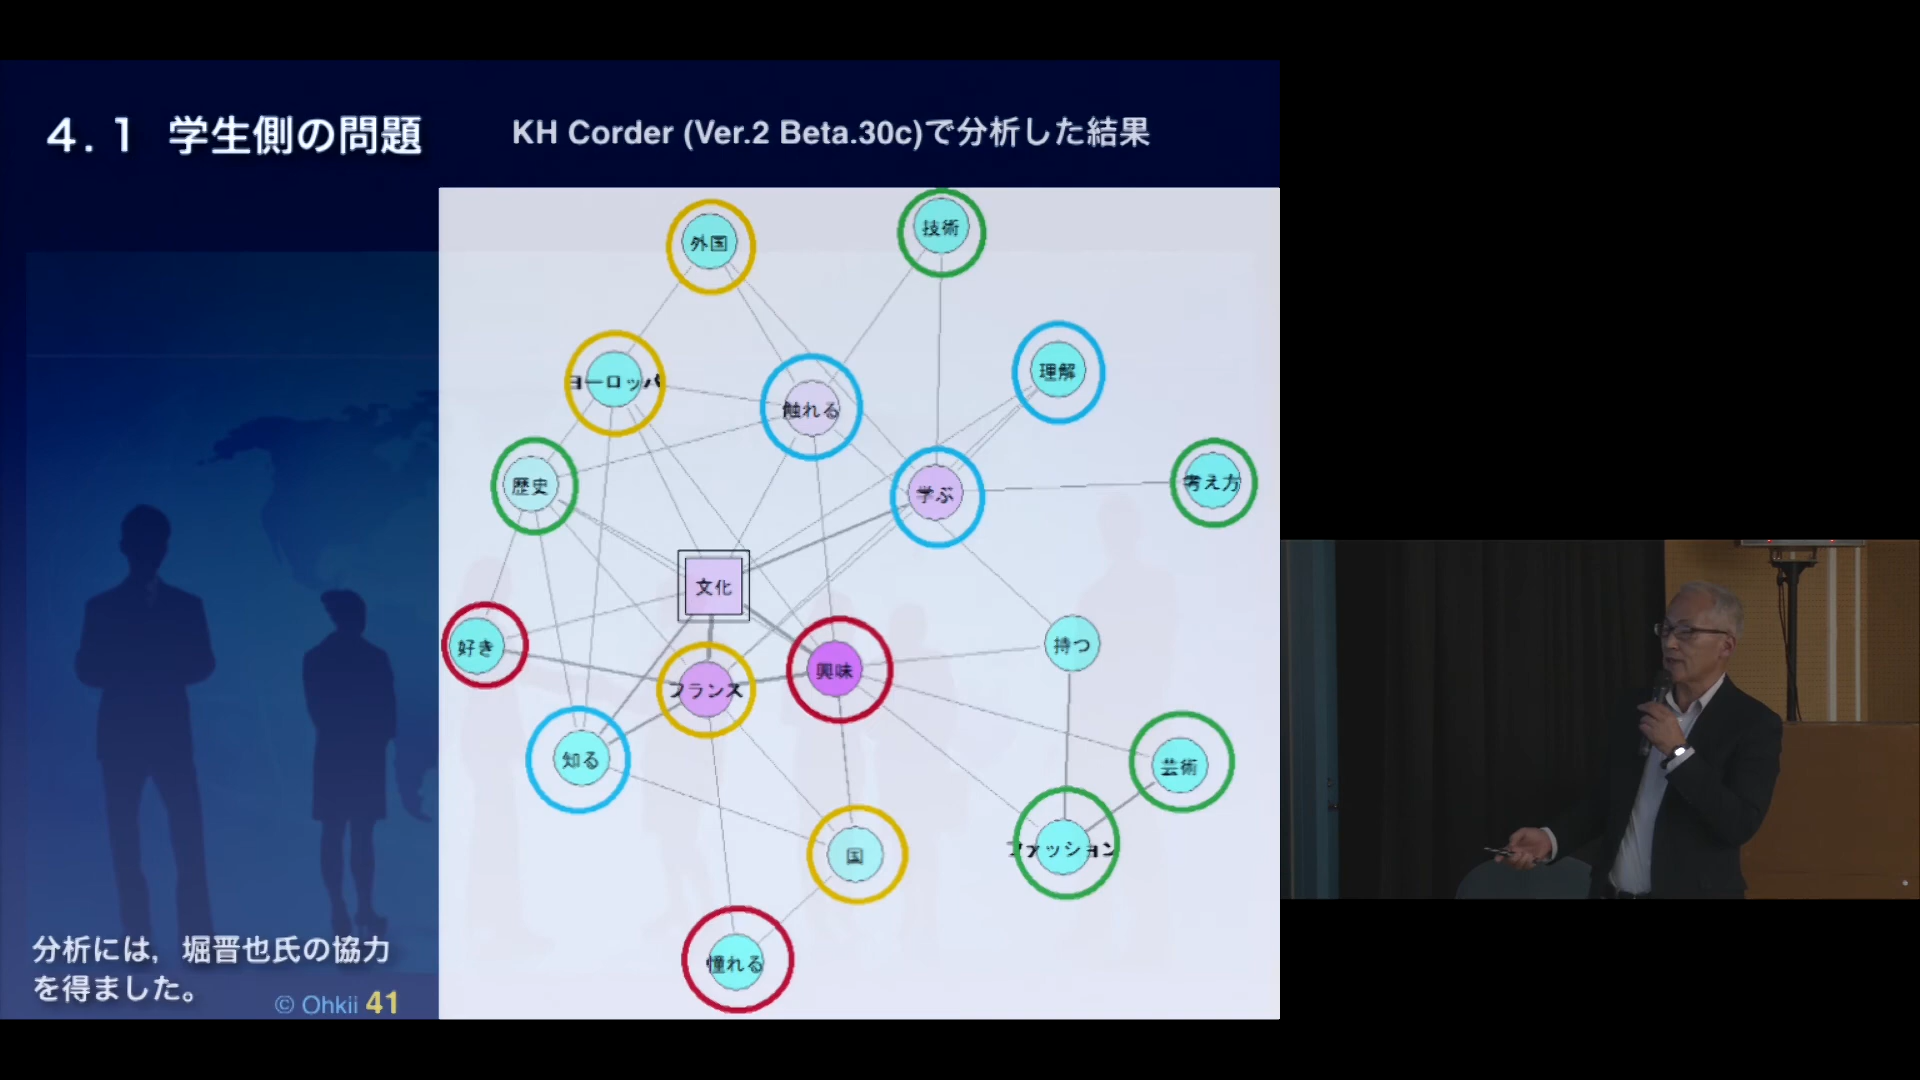 4.1 学生側の問題
KH Corder (Ver.2 Beta.30c)で分析した結果
外国
技術
理解
ヨーロッパ
触れる
考え方
歴史
学ぶ
文化
好き
持つ
興味
フランス
知る
芸術
国
ファッション
憧れる
分析には，堀晋也氏の協力
を得ました。
© Ohkii 41